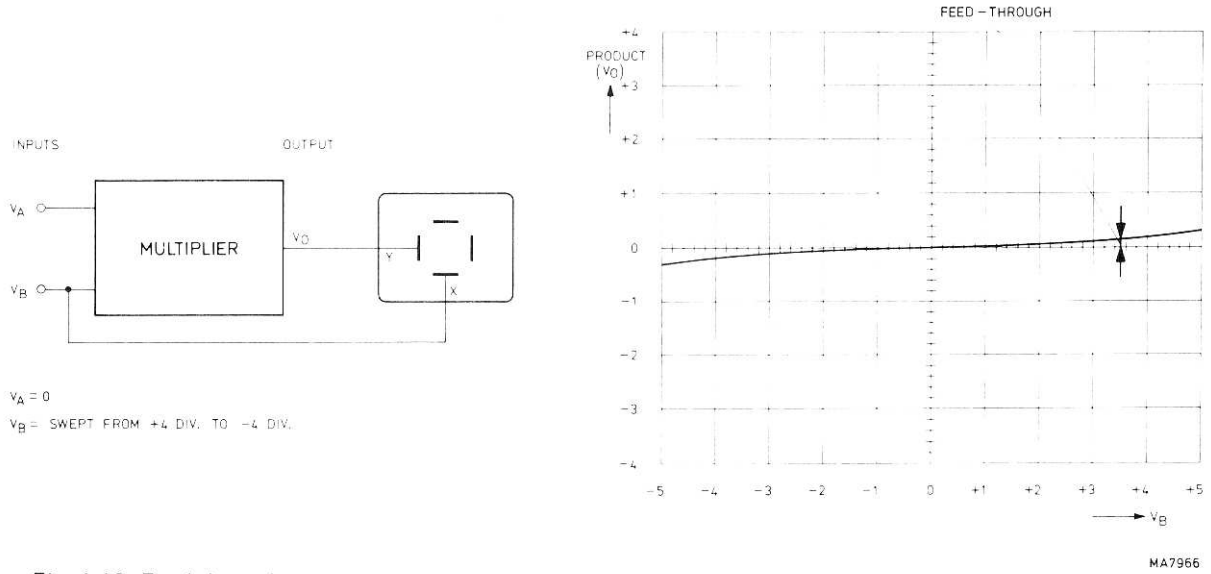 INPUTS
OUTPUT
VA
VB
MULTIPLIER
VO
Y
X
VA = 0
VB = SWEPT FROM +4 DIV. TO -4 DIV.
FEED-THROUGH
PRODUCT
(VO)
+4
+3
+2
+1
0
-1
-2
-3
-4
-5 -4 -3 -2 -1 0 +1 +2 +3 +4 +5
VB
MA7966